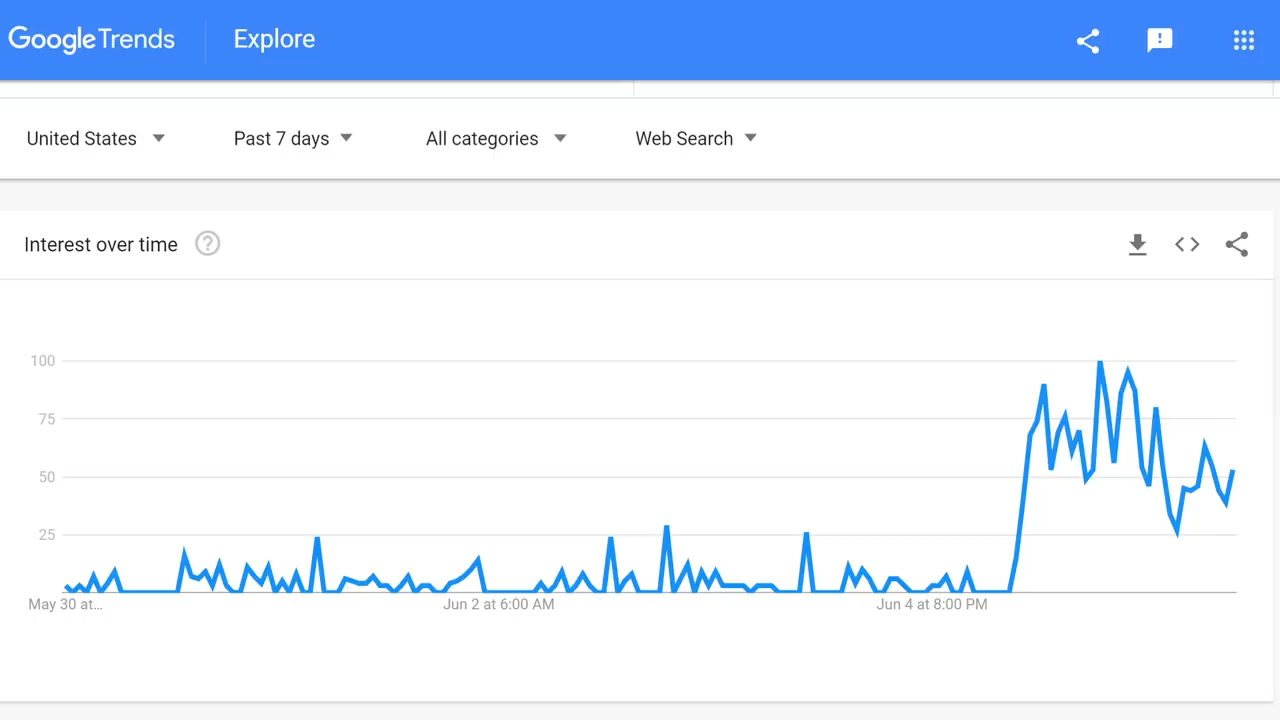 Google Trends Explore
United States Past 7 days All categories Web Search
Interest over time ?
100
75
50
25
May 30 at... Jun 2 at 6:00 AM Jun 4 at 8:00 PM